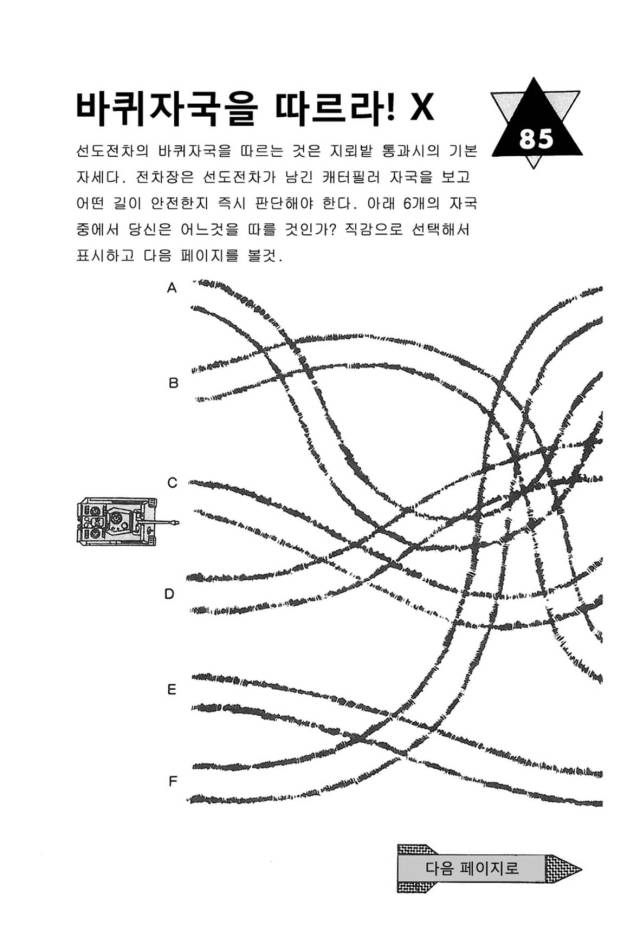 바퀴자국을 따르라! X
85
선도전차의 바퀴자국을 따르는 것은 지뢰밭 통과시의 기본
자세다. 전차장은 선도전차가 남긴 캐터필러 자국을 보고
어떤 길이 안전한지 즉시 판단해야 한다. 아래 6개의 자국
중에서 당신은 어느것을 따를 것인가? 직감으로 선택해서
표시하고 다음 페이지를 볼것.
A
B
C
D
E
F
다음 페이지로